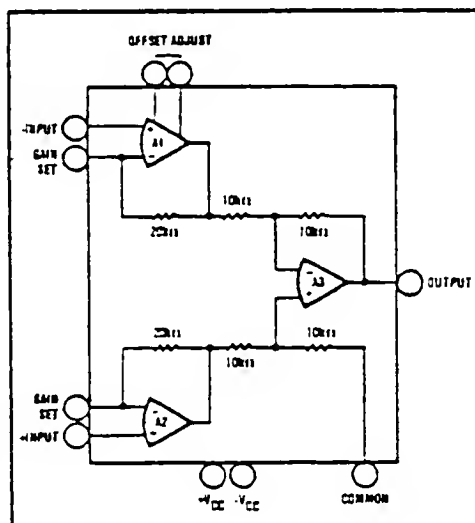 OFFSET ADJUST
-INPUT
GAIN
SET
A1
20kΩ
10kΩ
10kΩ
A3
OUTPUT
20kΩ
10kΩ
10kΩ
GAIN
SET
+INPUT
A2
+VCC
-VCC
COMMON